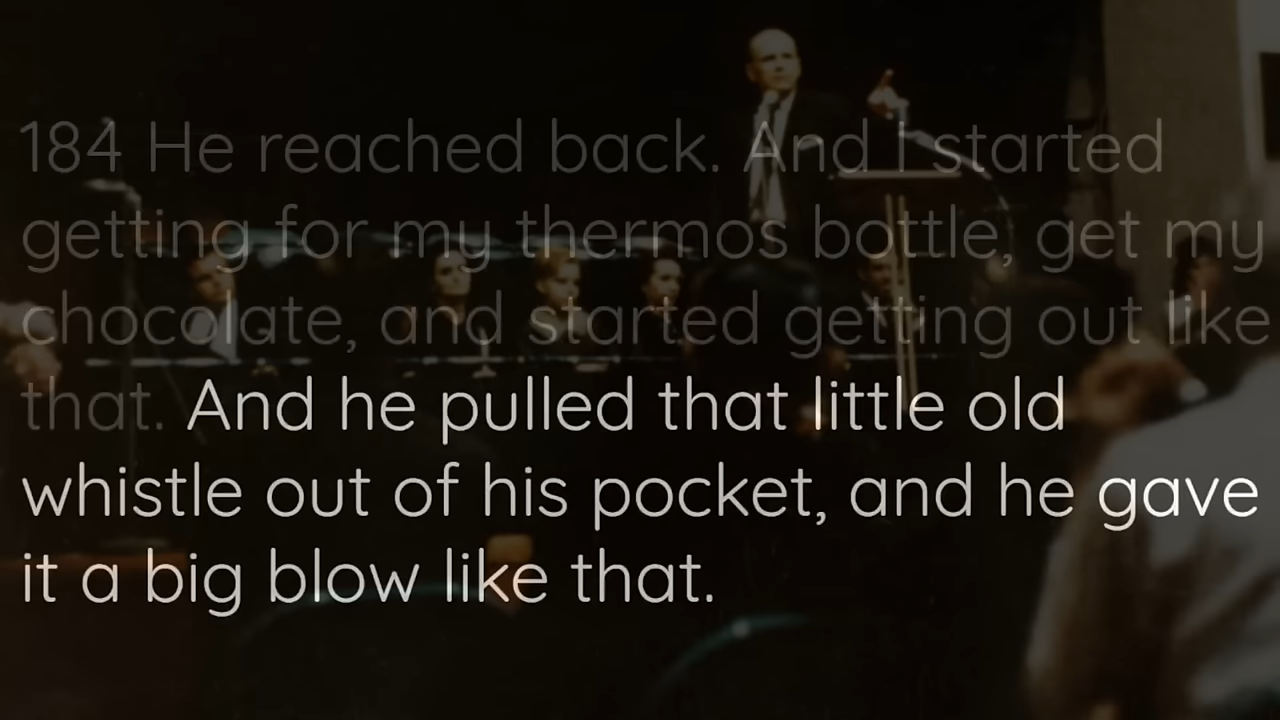 184 He reached back. And I started
getting for my thermos bottle, get my
chocolate, and started getting out like
that. And he pulled that little old
whistle out of his pocket, and he gave
it a big blow like that.